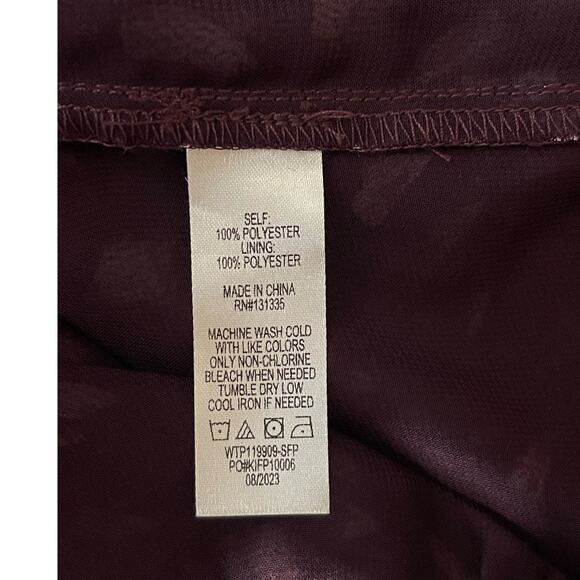 SELF:
100% POLYESTER
LINING:
100% POLYESTER
MADE IN CHINA
RN#131335
MACHINE WASH COLD
WITH LIKE COLORS
ONLY NON-CHLORINE
BLEACH WHEN NEEDED
TUMBLE DRY LOW
COOL IRON IF NEEDED
WTP119909-SFP
PO#KIFP10006
08/2023